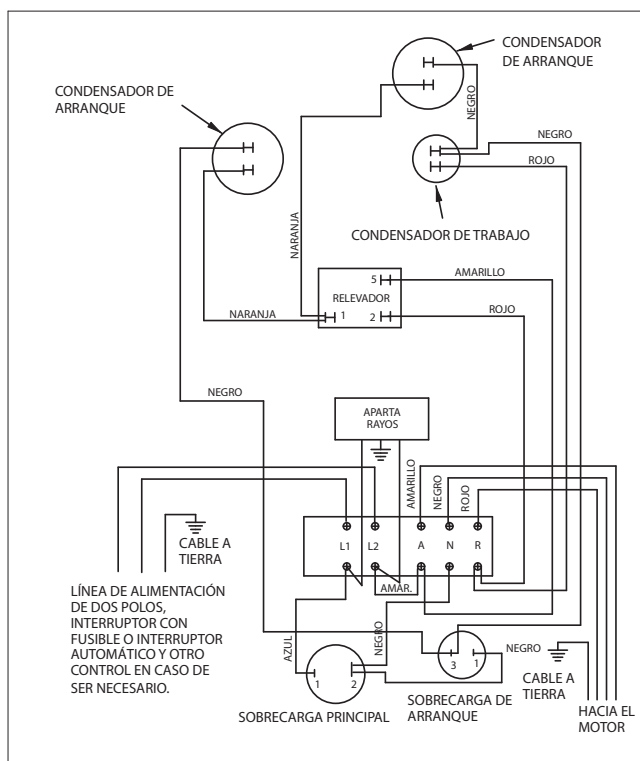 CONDENSADOR
DE ARRANQUE
CONDENSADOR DE
ARRANQUE
NEGRO
NEGRO
ROJO
CONDENSADOR DE TRABAJO
NARANJA
AMARILLO
5
RELEVADOR
1
2
NARANJA
ROJO
NEGRO
APARTA
RAYOS
AMARILLO
NEGRO
ROJO
L1
L2
A
N
R
CABLE A
TIERRA
AMAR.
LÍNEA DE ALIMENTACIÓN
DE DOS POLOS,
INTERRUPTOR CON
FUSIBLE O INTERRUPTOR
AUTOMÁTICO Y OTRO
CONTROL EN CASO DE
SER NECESARIO.
AZUL
NEGRO
1
2
3
1
NEGRO
SOBRECARGA PRINCIPAL
SOBRECARGA DE
ARRANQUE
CABLE A
TIERRA
HACIA EL
MOTOR